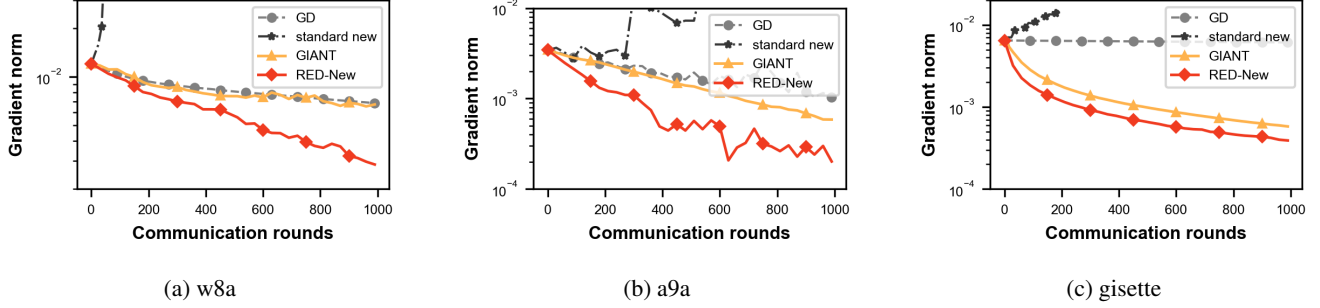 Gradient norm
10⁻²
GD
standard new
GIANT
RED-New
0 200 400 600 800 1000
Communication rounds
(a) w8a
Gradient norm
10⁻²
10⁻³
10⁻⁴
GD
standard new
GIANT
RED-New
0 200 400 600 800 1000
Communication rounds
(b) a9a
Gradient norm
10⁻²
10⁻³
10⁻⁴
GD
standard new
GIANT
RED-New
0 200 400 600 800 1000
Communication rounds
(c) gisette